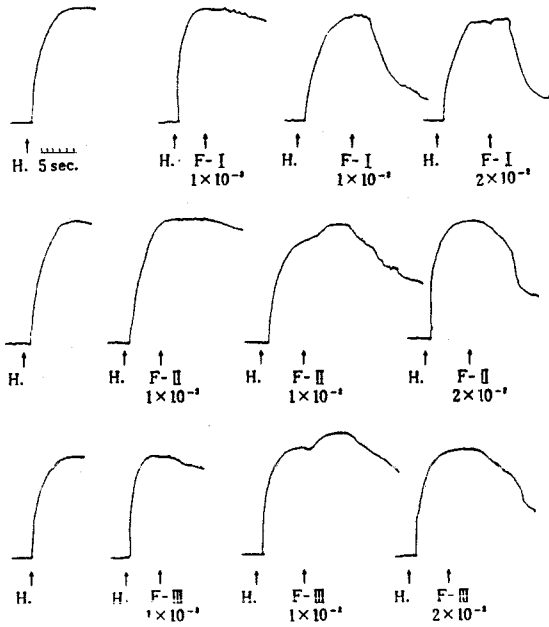 H. 5 sec. H. F-I H. F-I H. F-I
1×10⁻³ 1×10⁻² 2×10⁻²
H. H. F-II H. F-II H. F-II
1×10⁻³ 1×10⁻² 2×10⁻²
H. H. F-III H. F-III H. F-III
1×10⁻³ 1×10⁻² 2×10⁻²